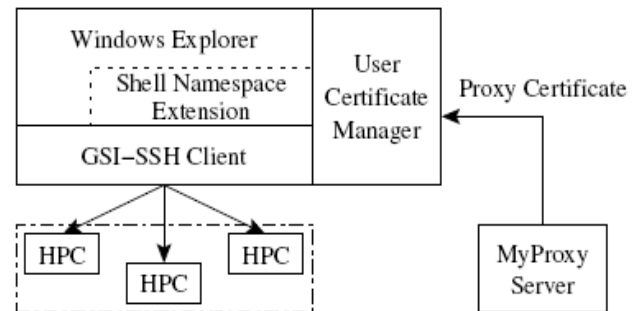 Windows Explorer
Shell Namespace
Extension
GSI–SSH Client
User
Certificate
Manager
Proxy Certificate
HPC
HPC
HPC
MyProxy
Server